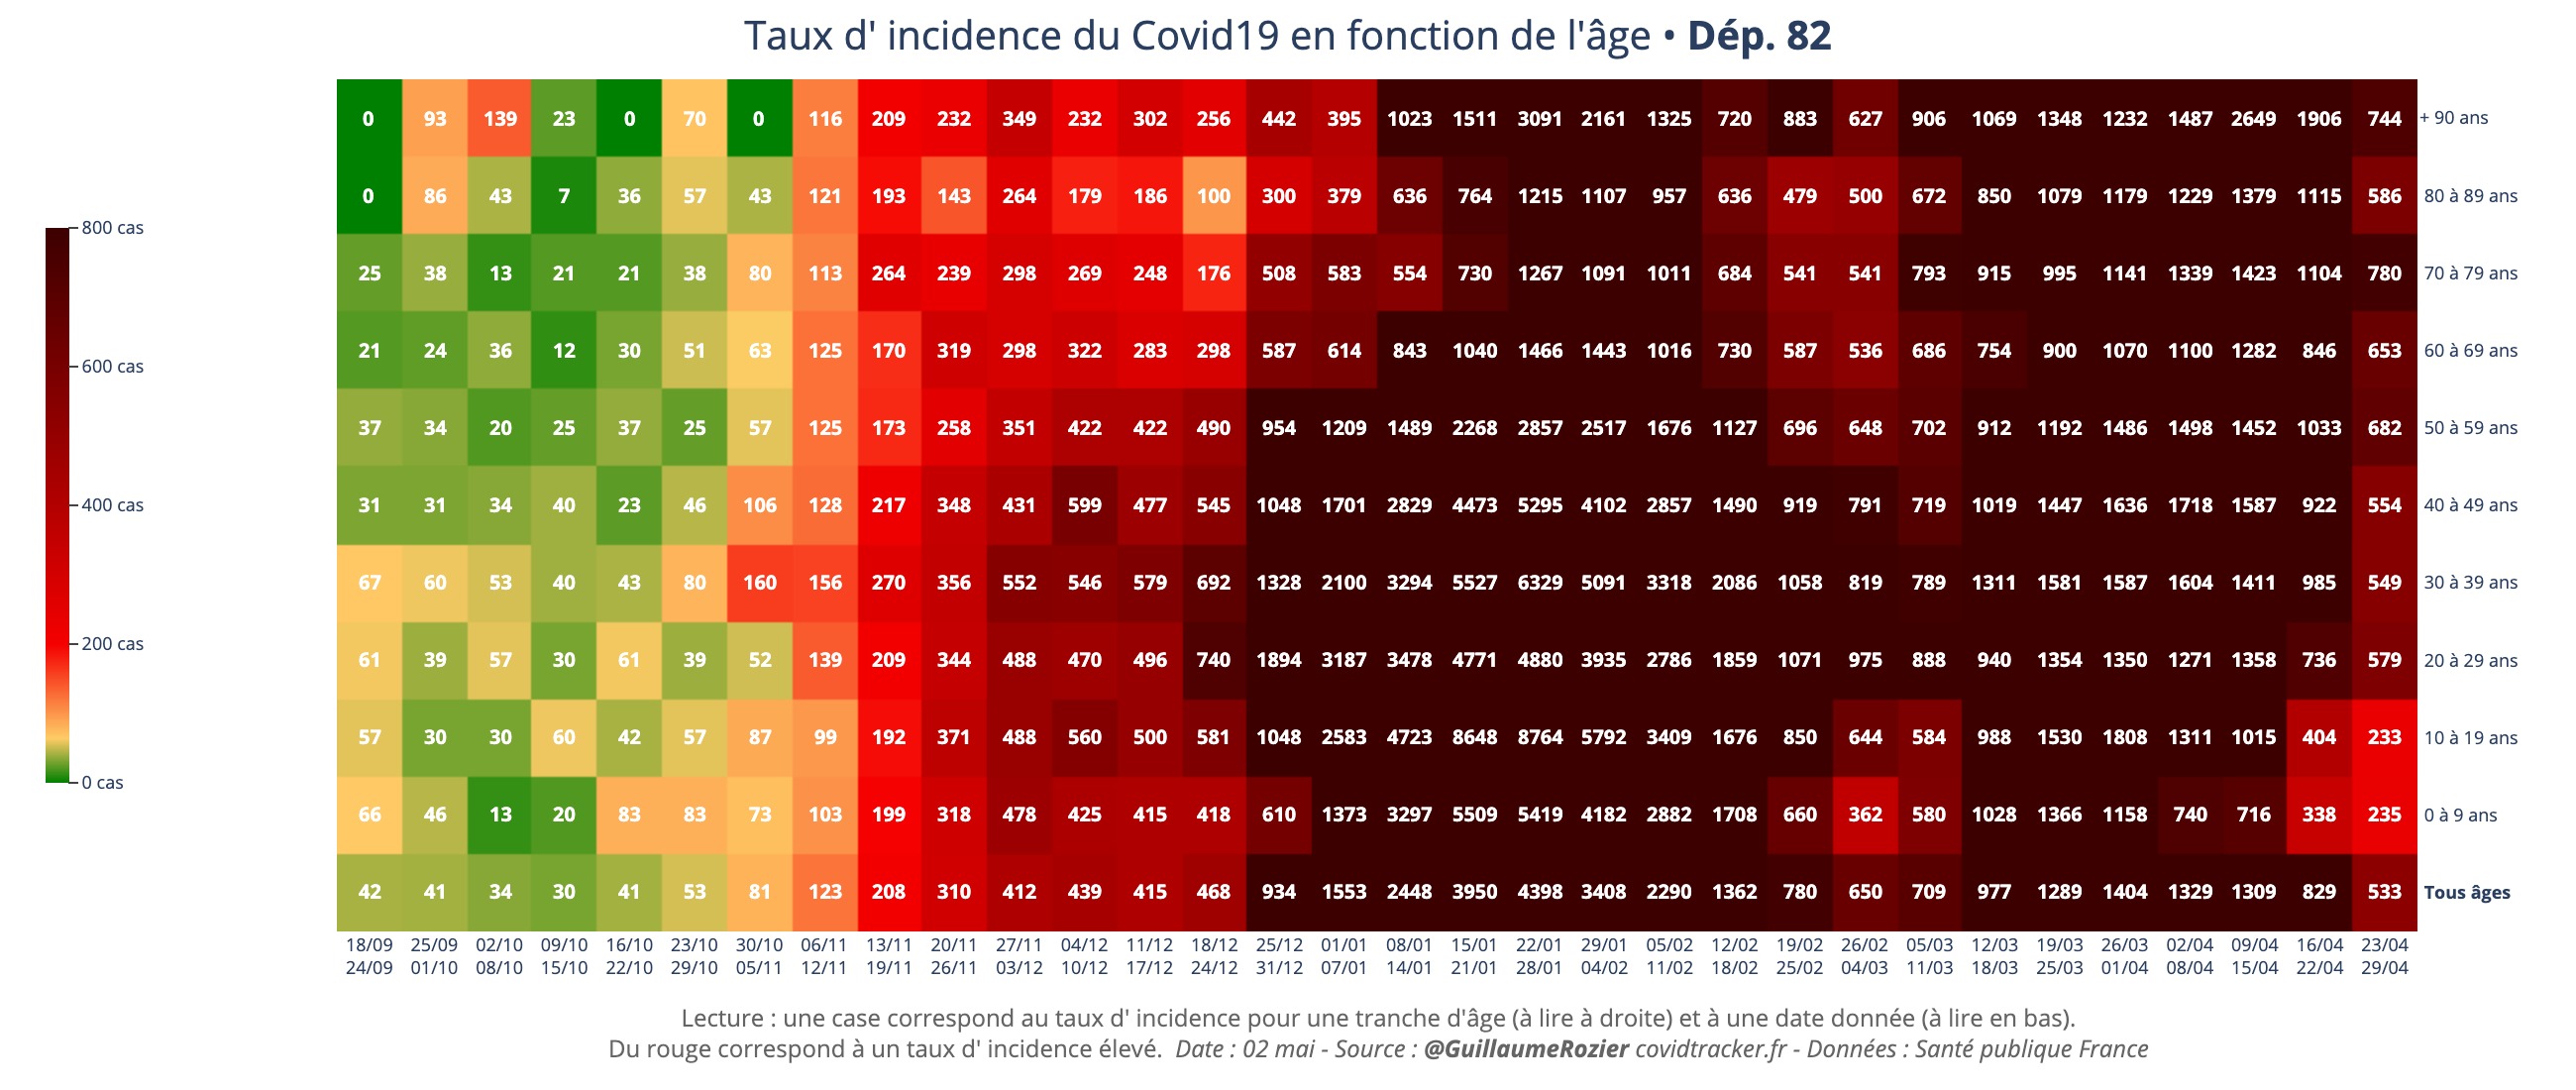 Taux d' incidence du Covid19 en fonction de l'âge • Dép. 82
0 93 139 23 0 70 0 116 209 232 349 232 302 256 442 395 1023 1511 3091 2161 1325 720 883 627 906 1069 1348 1232 1487 2649 1906 744 + 90 ans
0 86 43 7 36 57 43 121 193 143 264 179 186 100 300 379 636 764 1215 1107 957 636 479 500 672 850 1079 1179 1229 1379 1115 586 80 à 89 ans
800 cas
25 38 13 21 21 38 80 113 264 239 298 269 248 176 508 583 554 730 1267 1091 1011 684 541 541 793 915 995 1141 1339 1423 1104 780 70 à 79 ans
21 24 36 12 30 51 63 125 170 319 298 322 283 298 587 614 843 1040 1466 1443 1016 730 587 536 686 754 900 1070 1100 1282 846 653 60 à 69 ans
600 cas
37 34 20 25 37 25 57 125 173 258 351 422 422 490 954 1209 1489 2268 2857 2517 1676 1127 696 648 702 912 1192 1486 1498 1452 1033 682 50 à 59 ans
400 cas
31 31 34 40 23 46 106 128 217 348 431 599 477 545 1048 1701 2829 4473 5295 4102 2857 1490 919 791 719 1019 1447 1636 1718 1587 922 554 40 à 49 ans
67 60 53 40 43 80 160 156 270 356 552 546 579 692 1328 2100 3294 5527 6329 5091 3318 2086 1058 819 789 1311 1581 1587 1604 1411 985 549 30 à 39 ans
200 cas
61 39 57 30 61 39 52 139 209 344 488 470 496 740 1894 3187 3478 4771 4880 3935 2786 1859 1071 975 888 940 1354 1350 1271 1358 736 579 20 à 29 ans
57 30 30 60 42 57 87 99 192 371 488 560 500 581 1048 2583 4723 8648 8764 5792 3409 1676 850 644 584 988 1530 1808 1311 1015 404 233 10 à 19 ans
0 cas
66 46 13 20 83 83 73 103 199 318 478 425 415 418 610 1373 3297 5509 5419 4182 2882 1708 660 362 580 1028 1366 1158 740 716 338 235 0 à 9 ans
42 41 34 30 41 53 81 123 208 310 412 439 415 468 934 1553 2448 3950 4398 3408 2290 1362 780 650 709 977 1289 1404 1329 1309 829 533 Tous âges
18/09 25/09 02/10 09/10 16/10 23/10 30/10 06/11 13/11 20/11 27/11 04/12 11/12 18/12 25/12 01/01 08/01 15/01 22/01 29/01 05/02 12/02 19/02 26/02 05/03 12/03 19/03 26/03 02/04 09/04 16/04 23/04
24/09 01/10 08/10 15/10 22/10 29/10 05/11 12/11 19/11 26/11 03/12 10/12 17/12 24/12 31/12 07/01 14/01 21/01 28/01 04/02 11/02 18/02 25/02 04/03 11/03 18/03 25/03 01/04 08/04 15/04 22/04 29/04
Lecture : une case correspond au taux d' incidence pour une tranche d'âge (à lire à droite) et à une date donnée (à lire en bas).
Du rouge correspond à un taux d' incidence élevé. Date : 02 mai - Source : @GuillaumeRozier covidtracker.fr - Données : Santé publique France